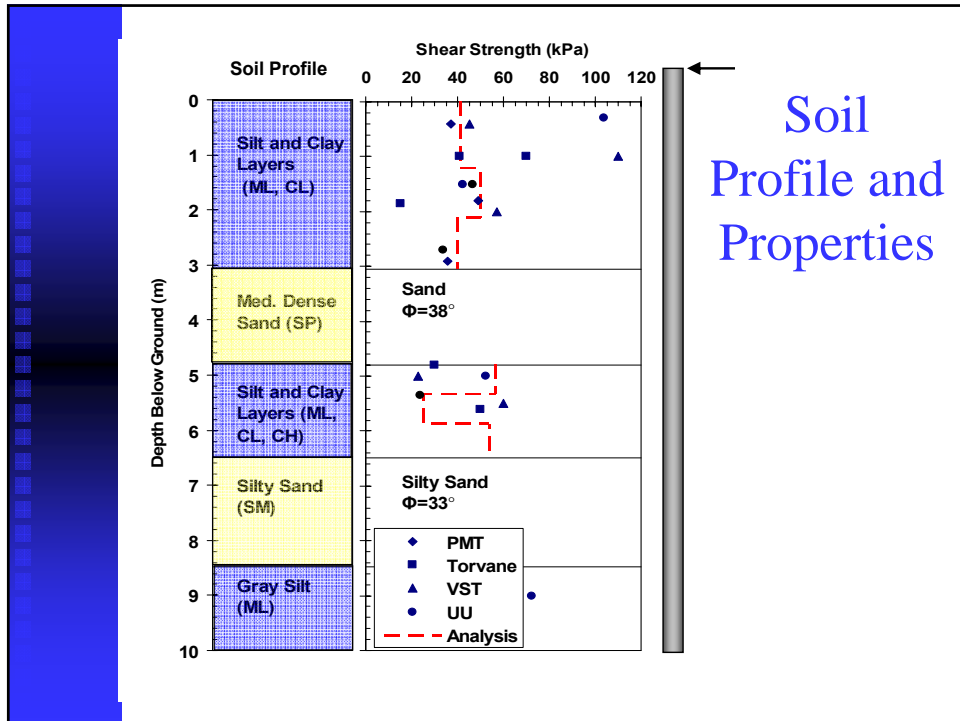 Shear Strength (kPa)
Soil Profile
0 20 40 60 80 100 120
Depth Below Ground (m)
0
1
2
3
4
5
6
7
8
9
10
Silt and Clay
Layers
(ML, CL)
Med. Dense
Sand (SP)
Silt and Clay
Layers (ML,
CL, CH)
Silty Sand
(SM)
Gray Silt
(ML)
Sand
Φ=38°
Silty Sand
Φ=33°
PMT
Torvane
VST
UU
Analysis
Soil
Profile and
Properties